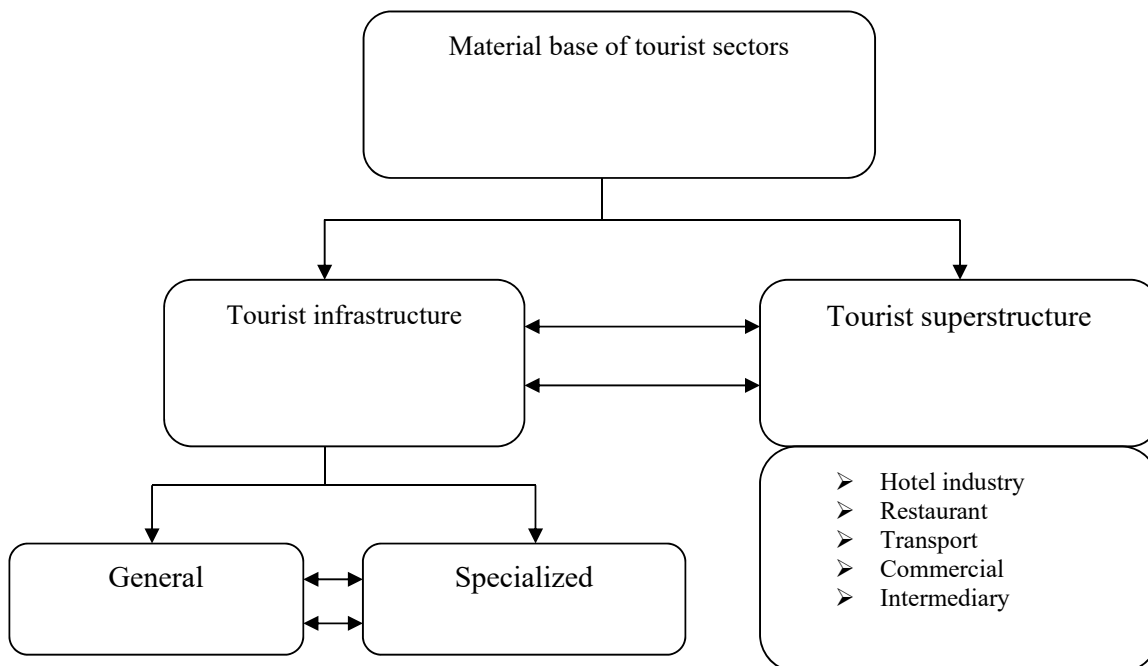 Material base of tourist sectors
Tourist infrastructure
Tourist superstructure
General
Specialized
➢ Hotel industry
➢ Restaurant
➢ Transport
➢ Commercial
➢ Intermediary